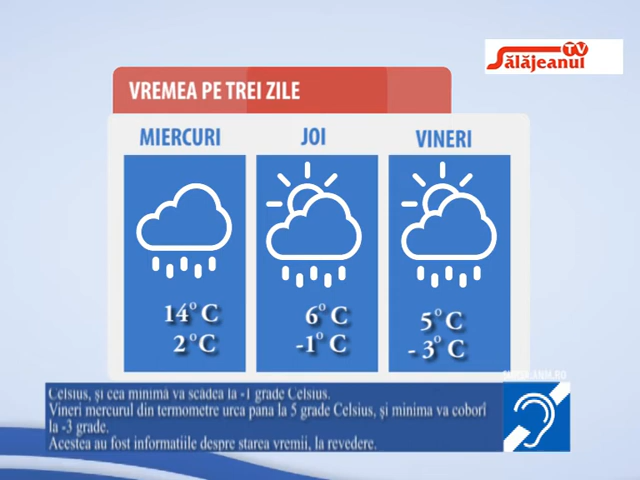 Sălăjeanul TV
VREMEA PE TREI ZILE
MIERCURI JOI VINERI
14°C 6°C 5°C
2°C -1°C -3°C
Celsius, și cea minimă va scădea la -1 grade Celsius.
Vineri mercurul din termometre urca pana la 5 grade Celsius, și minima va coborî
la -3 grade.
Acestea au fost informatiile despre starea vremii, la revedere.